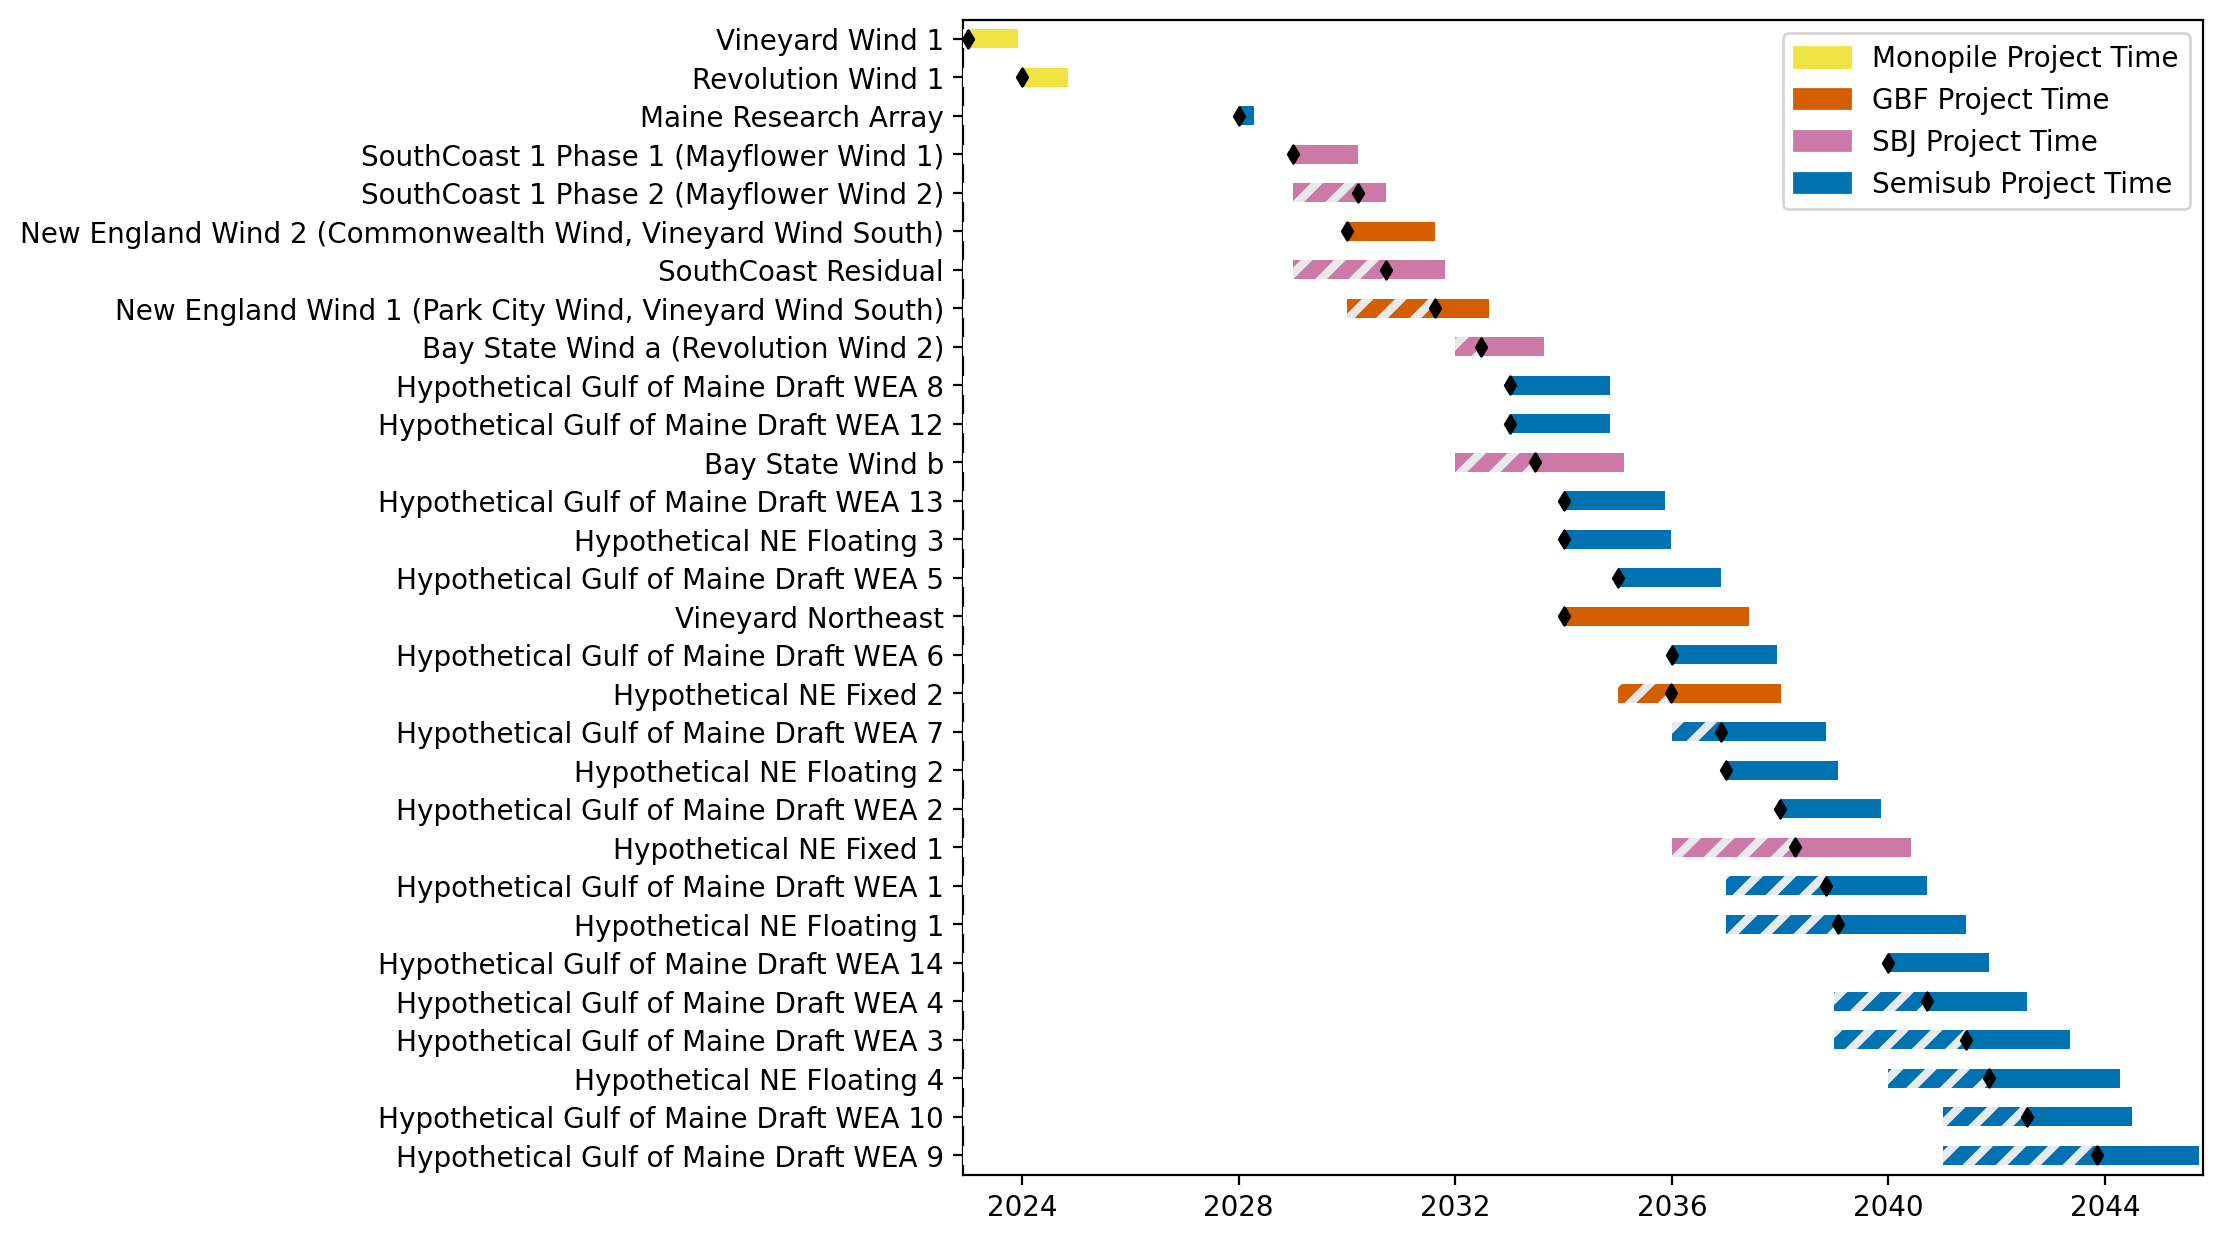 Vineyard Wind 1
Revolution Wind 1
Maine Research Array
SouthCoast 1 Phase 1 (Mayflower Wind 1)
SouthCoast 1 Phase 2 (Mayflower Wind 2)
New England Wind 2 (Commonwealth Wind, Vineyard Wind South)
SouthCoast Residual
New England Wind 1 (Park City Wind, Vineyard Wind South)
Bay State Wind a (Revolution Wind 2)
Hypothetical Gulf of Maine Draft WEA 8
Hypothetical Gulf of Maine Draft WEA 12
Bay State Wind b
Hypothetical Gulf of Maine Draft WEA 13
Hypothetical NE Floating 3
Hypothetical Gulf of Maine Draft WEA 5
Vineyard Northeast
Hypothetical Gulf of Maine Draft WEA 6
Hypothetical NE Fixed 2
Hypothetical Gulf of Maine Draft WEA 7
Hypothetical NE Floating 2
Hypothetical Gulf of Maine Draft WEA 2
Hypothetical NE Fixed 1
Hypothetical Gulf of Maine Draft WEA 1
Hypothetical NE Floating 1
Hypothetical Gulf of Maine Draft WEA 14
Hypothetical Gulf of Maine Draft WEA 4
Hypothetical Gulf of Maine Draft WEA 3
Hypothetical NE Floating 4
Hypothetical Gulf of Maine Draft WEA 10
Hypothetical Gulf of Maine Draft WEA 9
Monopile Project Time
GBF Project Time
SBJ Project Time
Semisub Project Time
2024 2028 2032 2036 2040 2044